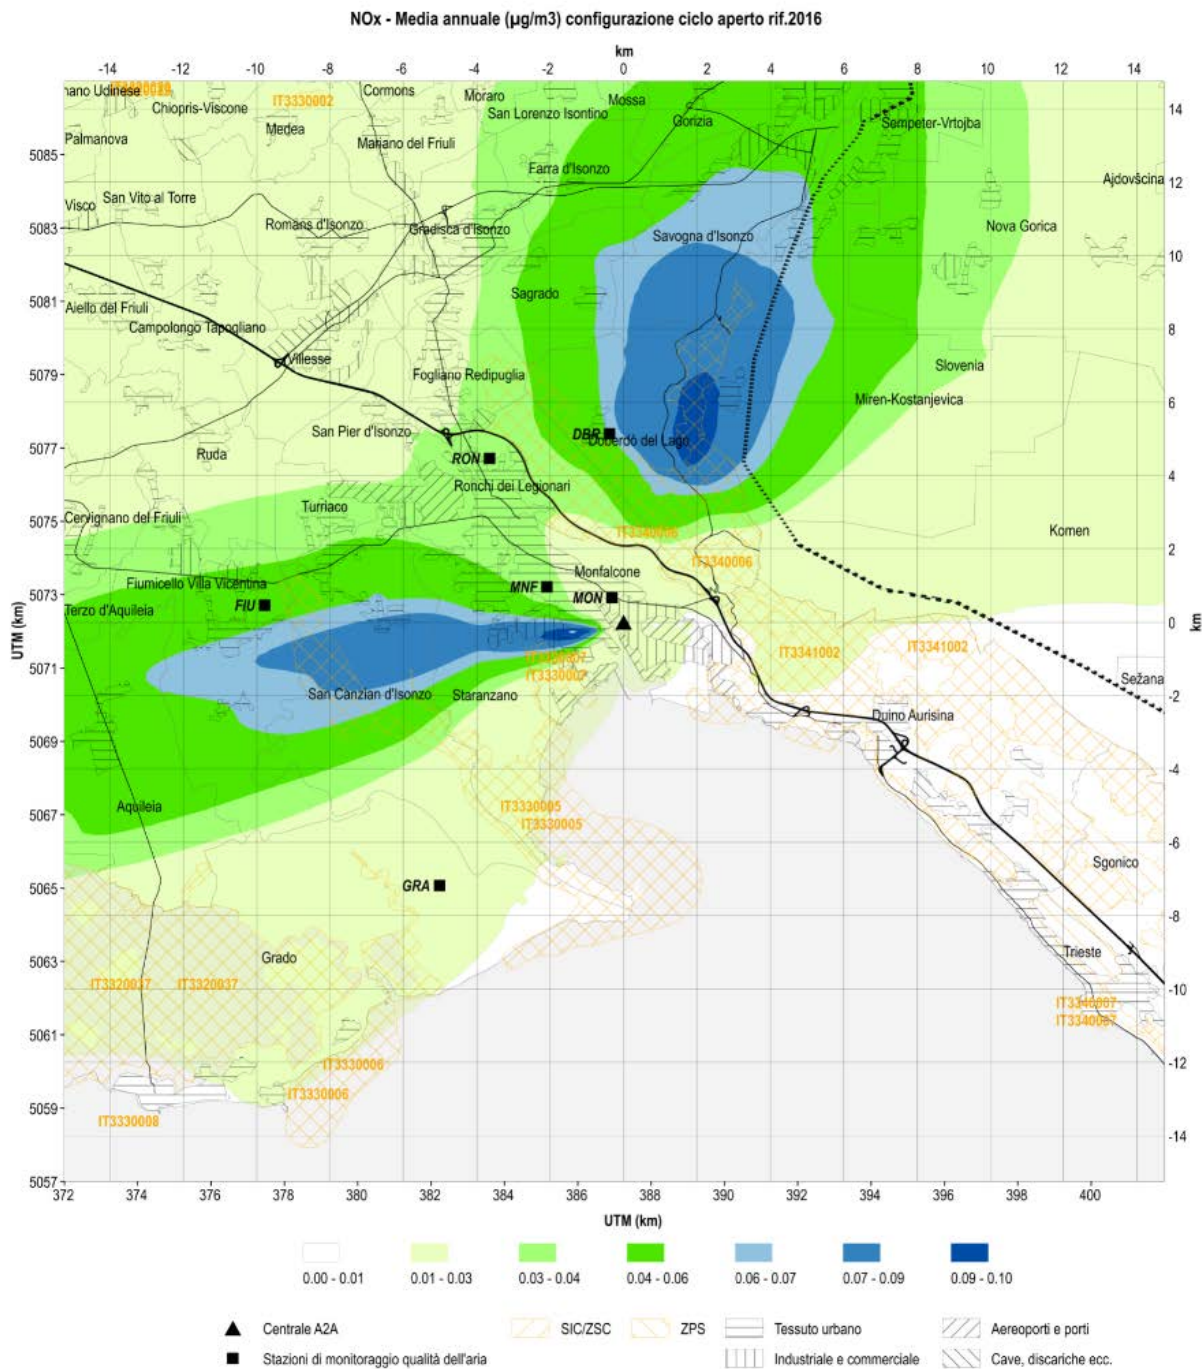 NOx - Media annuale (µg/m3) configurazione ciclo aperto rif.2016
km
-14 -12 -10 -8 -6 -4 -2 0 2 4 6 8 10 12 14
Cormons
Moraro
Mossa
IT3330002
Chiopris-Viscone
San Lorenzo Isontino
Gorizia
Sempeter-Vrtojba
Medea
Palmanova
Mariano del Friuli
Farra d'Isonzo
Ajdovščina
San Vito al Torre
Visco
Romans d'Isonzo
Gradisca d'Isonzo
Savogna d'Isonzo
Nova Gorica
Sagrado
Aiello del Friuli
Campolongo Tapogliano
Villesse
Slovenia
Fogliano Redipuglia
Miren-Kostanjevica
San Pier d'Isonzo
DBR
Doberdò del Lago
Ruda
RON
Ronchi dei Legionari
Turriaco
Cervignano del Friuli
IT3340006
Komen
IT3340006
Monfalcone
Fiumicello Villa Vicentina
MNF
MON
FIU
Terzo d'Aquileia
IT3341002
IT3341002
IT3330007
Sežana
San Canzian d'Isonzo
Staranzano
Duino Aurisina
Aquileia
IT3330005
IT3330005
Sgonico
GRA
Grado
Trieste
IT3320037
IT3320037
IT3340007
IT3340007
IT3330006
IT3330006
IT3330008
UTM (km)
5085
5083
5081
5079
5077
5075
5073
5071
5069
5067
5065
5063
5061
5059
5057
km
14
12
10
8
6
4
2
0
-2
-4
-6
-8
-10
-12
-14
372 374 376 378 380 382 384 386 388 390 392 394 396 398 400
UTM (km)
0.00 - 0.01 0.01 - 0.03 0.03 - 0.04 0.04 - 0.06 0.06 - 0.07 0.07 - 0.09 0.09 - 0.10
Centrale A2A SIC/ZSC ZPS Tessuto urbano Aereoporti e porti
Stazioni di monitoraggio qualità dell'aria Industriale e commerciale Cave, discariche ecc.